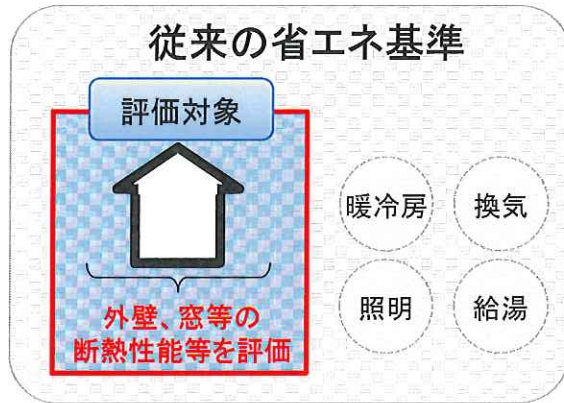 従来の省エネ基準
評価対象
外壁、窓等の
断熱性能等を評価
暖冷房
換気
照明
給湯